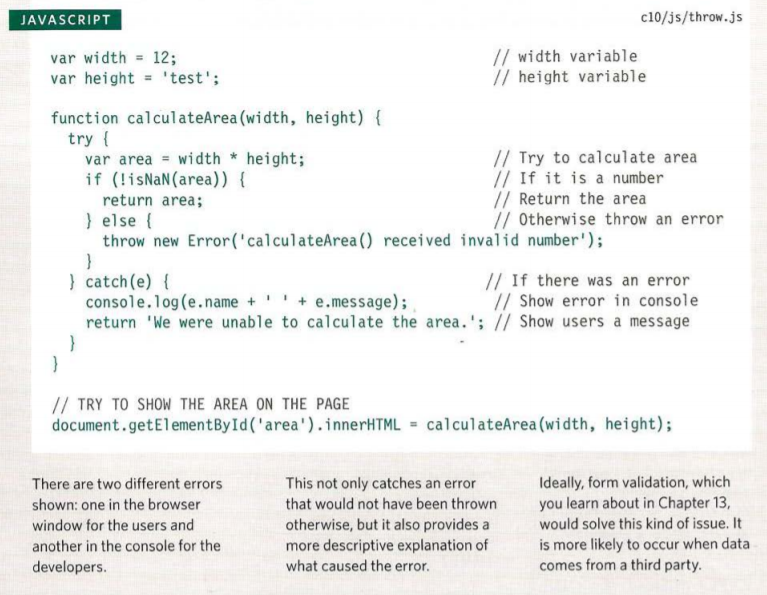 JAVASCRIPT
c10/js/throw.js
var width = 12; // width variable
var height = 'test'; // height variable
function calculateArea(width, height) {
try {
var area = width * height; // Try to calculate area
if (!isNaN(area)) { // If it is a number
return area; // Return the area
} else { // Otherwise throw an error
throw new Error('calculateArea() received invalid number');
}
} catch(e) { // If there was an error
console.log(e.name + ' ' + e.message); // Show error in console
return 'We were unable to calculate the area.'; // Show users a message
}
}
// TRY TO SHOW THE AREA ON THE PAGE
document.getElementById('area').innerHTML = calculateArea(width, height);
There are two different errors
shown: one in the browser
window for the users and
another in the console for the
developers.
This not only catches an error
that would not have been thrown
otherwise, but it also provides a
more descriptive explanation of
what caused the error.
Ideally, form validation, which
you learn about in Chapter 13,
would solve this kind of issue. It
is more likely to occur when data
comes from a third party.